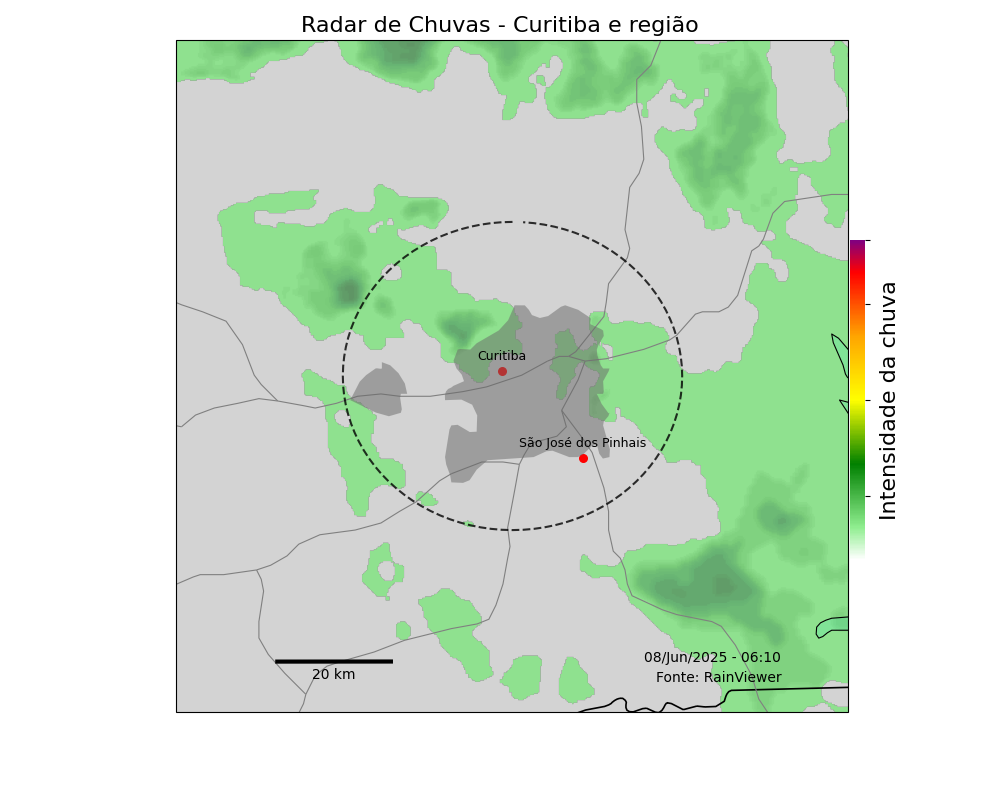 Radar de Chuvas - Curitiba e região
Curitiba
São José dos Pinhais
Intensidade da chuva
08/Jun/2025 - 06:10
Fonte: RainViewer
20 km